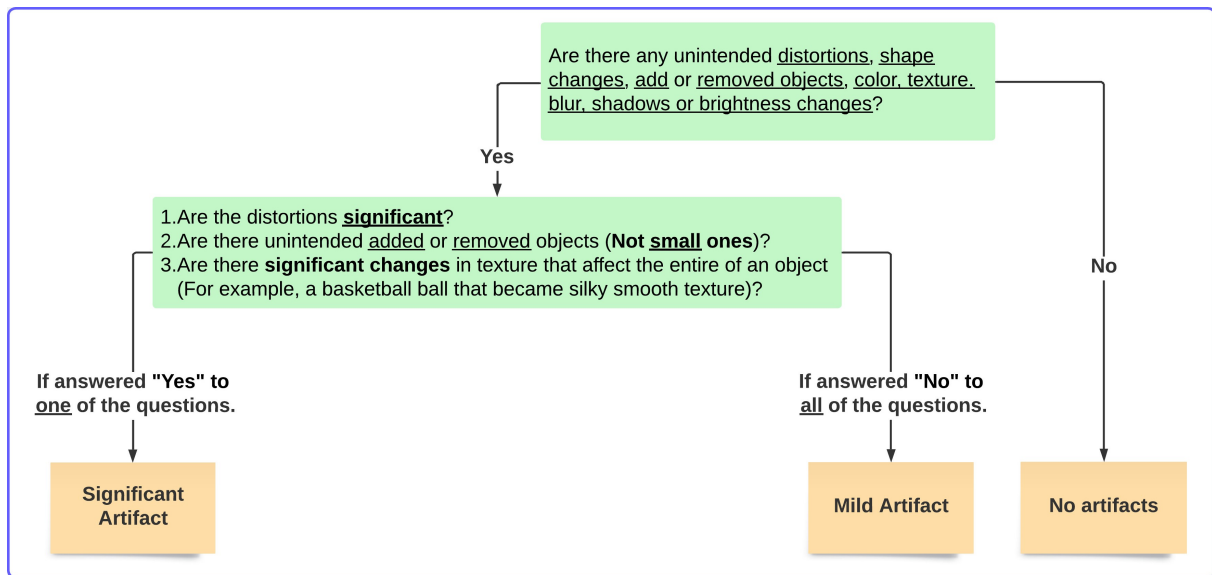 Are there any unintended distortions, shape
changes, add or removed objects, color, texture.
blur, shadows or brightness changes?
Yes
1.Are the distortions significant?
2.Are there unintended added or removed objects (Not small ones)?
3.Are there significant changes in texture that affect the entire of an object
(For example, a basketball ball that became silky smooth texture)?
No
If answered "Yes" to
one of the questions.
If answered "No" to
all of the questions.
Significant
Artifact
Mild Artifact
No artifacts